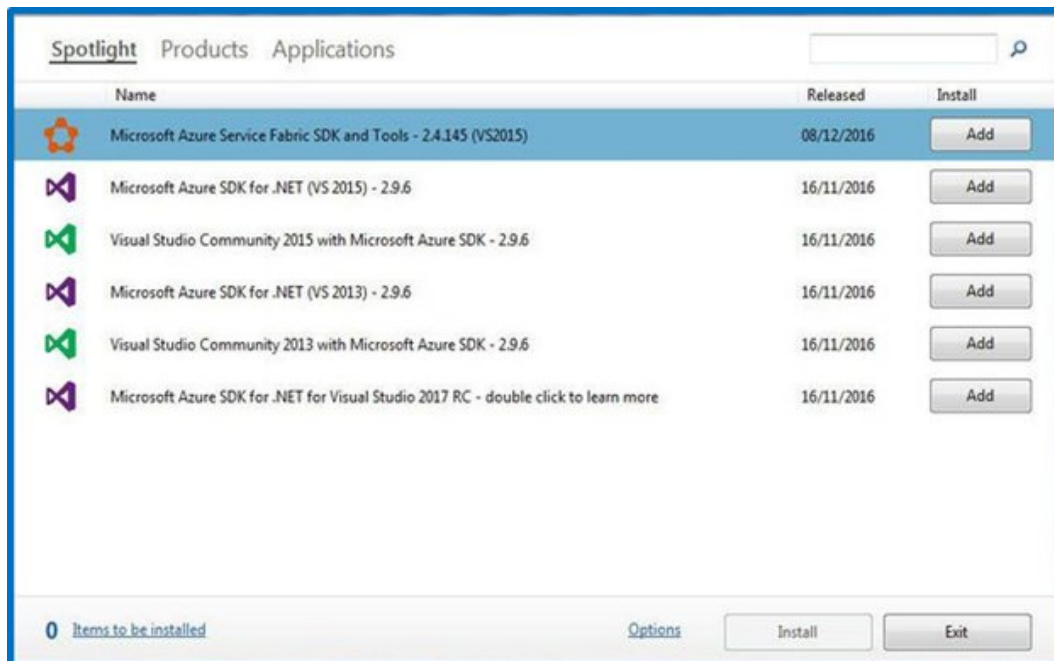 Spotlight Products Applications
Name Released Install
Microsoft Azure Service Fabric SDK and Tools - 2.4.145 (VS2015) 08/12/2016 Add
Microsoft Azure SDK for .NET (VS 2015) - 2.9.6 16/11/2016 Add
Visual Studio Community 2015 with Microsoft Azure SDK - 2.9.6 16/11/2016 Add
Microsoft Azure SDK for .NET (VS 2013) - 2.9.6 16/11/2016 Add
Visual Studio Community 2013 with Microsoft Azure SDK - 2.9.6 16/11/2016 Add
Microsoft Azure SDK for .NET for Visual Studio 2017 RC - double click to learn more 16/11/2016 Add
0 Items to be installed Options Install Exit